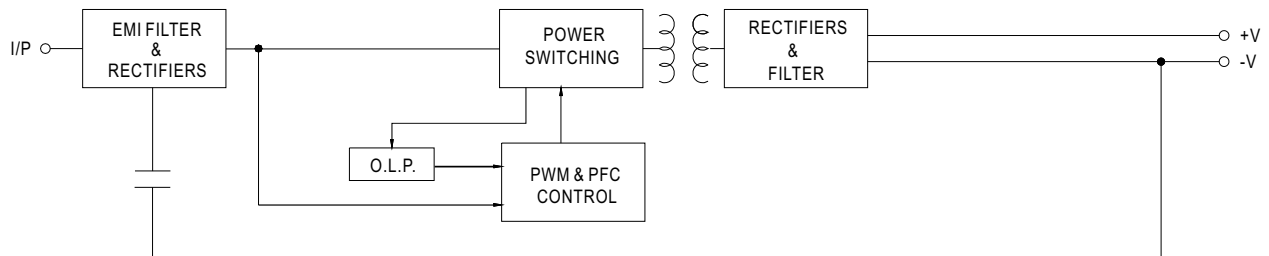 I/P
EMI FILTER
&
RECTIFIERS
POWER
SWITCHING
RECTIFIERS
&
FILTER
+V
-V
O.L.P.
PWM & PFC
CONTROL